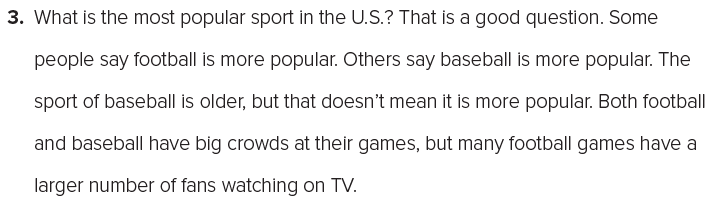 3. What is the most popular sport in the U.S.? That is a good question. Some
people say football is more popular. Others say baseball is more popular. The
sport of baseball is older, but that doesn’t mean it is more popular. Both football
and baseball have big crowds at their games, but many football games have a
larger number of fans watching on TV.